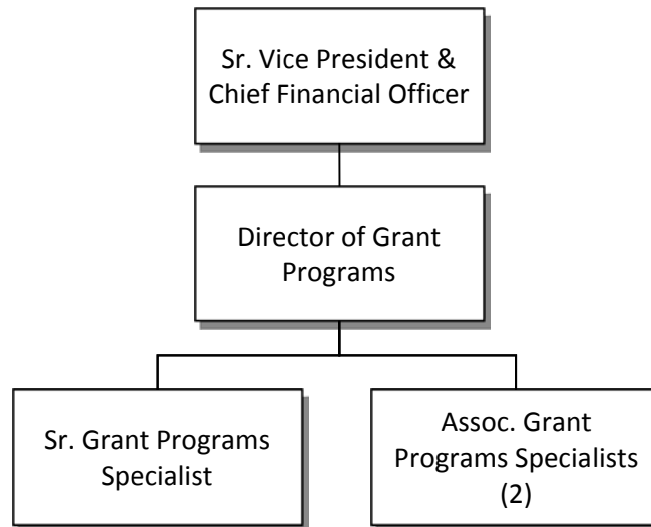 Sr. Vice President &
Chief Financial Officer
Director of Grant
Programs
Sr. Grant Programs
Specialist
Assoc. Grant
Programs Specialists
(2)